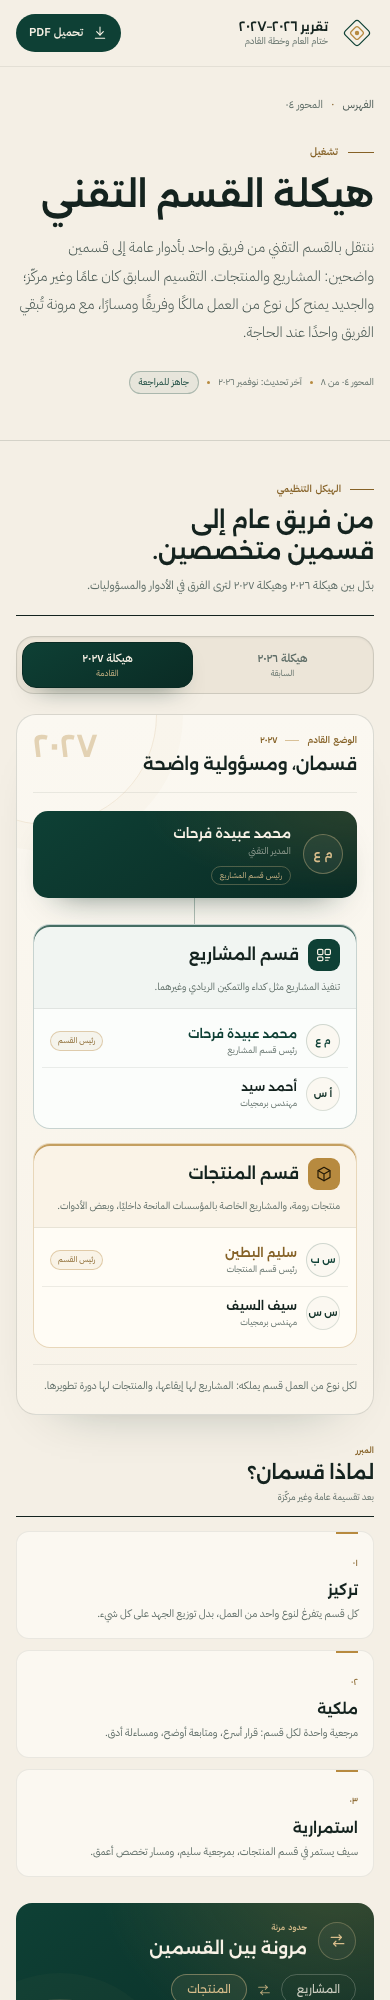 تقرير ٢٠٢٦–٢٠٢٧
ختام العام وخطة القادم
تحميل PDF
الفهرس · المحور ٠٤
تشغيل
هيكلة القسم التقني
ننتقل بالقسم التقني من فريق واحد بأدوار عامة إلى قسمين
واضحين: المشاريع والمنتجات. التقسيم السابق كان عامًا وغير مركّز؛
والجديد يمنح كل نوع من العمل مالكًا وفريقًا ومسارًا، مع مرونة تُبقي
الفريق واحدًا عند الحاجة.
المحور ٠٤ من ٨ • آخر تحديث: نوفمبر ٢٠٢٦ • جاهز للمراجعة
الهيكل التنظيمي
من فريق عام إلى
قسمين متخصصين.
بدّل بين هيكلة ٢٠٢٦ وهيكلة ٢٠٢٧ لترى الفرق في الأدوار والمسؤوليات.
هيكلة ٢٠٢٦
السابقة
هيكلة ٢٠٢٧
القادمة
الوضع القادم — ٢٠٢٧
٢٠٢٧
قسمان، ومسؤولية واضحة
م ع
محمد عبيدة فرحات
المدير التقني
رئيس قسم المشاريع
قسم المشاريع
تنفيذ المشاريع مثل كداء والتمكين الريادي وغيرهما.
م ع
محمد عبيدة فرحات
رئيس قسم المشاريع
رئيس القسم
أ س
أحمد سيد
مهندس برمجيات
قسم المنتجات
منتجات رومة، والمشاريع الخاصة بالمؤسسات المانحة داخليًا، وبعض الأدوات.
س ب
سليم البطين
رئيس قسم المنتجات
رئيس القسم
س س
سيف السيف
مهندس برمجيات
لكل نوع من العمل قسم يملكه: المشاريع لها إيقاعها، والمنتجات لها دورة تطويرها.
المبرر
لماذا قسمان؟
بعد تقسيمة عامة وغير مركّزة
٠١
تركيز
كل قسم يتفرغ لنوع واحد من العمل، بدل توزيع الجهد على كل شيء.
٠٢
ملكية
مرجعية واحدة لكل قسم: قرار أسرع، ومتابعة أوضح، ومساءلة أدق.
٠٣
استمرارية
سيف يستمر في قسم المنتجات، بمرجعية سليم، ومسار تخصص أعمق.
حدود مرنة
مرونة بين القسمين
المشاريع
المنتجات